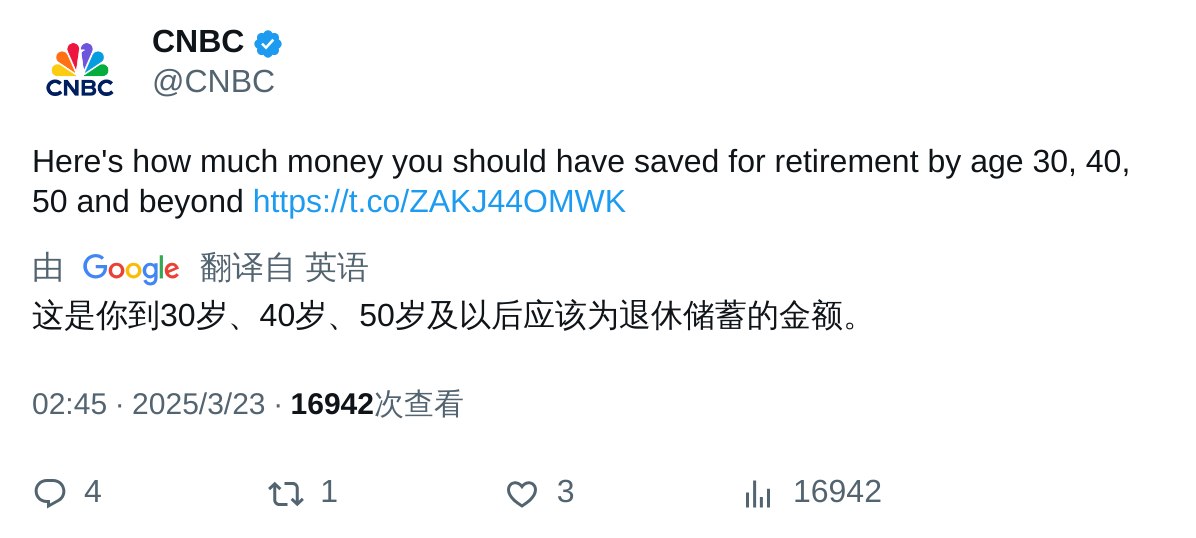 CNBC
CNBC
@CNBC
Here's how much money you should have saved for retirement by age 30, 40,
50 and beyond https://t.co/ZAKJ44OMWK
由 Google 翻译自 英语
这是你到30岁、40岁、50岁及以后应该为退休储蓄的金额。
02:45 · 2025/3/23 · 16942次查看
4 1 3 16942